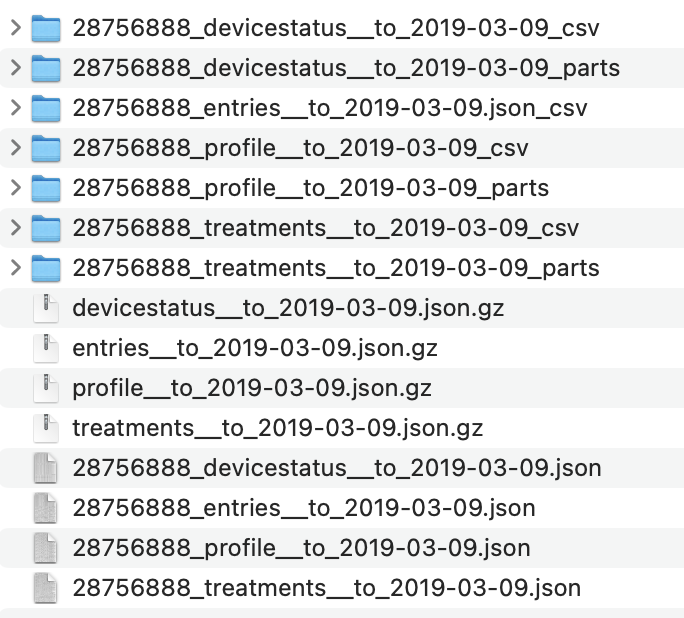 28756888_devicestatus__to_2019-03-09_csv
28756888_devicestatus__to_2019-03-09_parts
28756888_entries__to_2019-03-09.json_csv
28756888_profile__to_2019-03-09_csv
28756888_profile__to_2019-03-09_parts
28756888_treatments__to_2019-03-09_csv
28756888_treatments__to_2019-03-09_parts
devicestatus__to_2019-03-09.json.gz
entries__to_2019-03-09.json.gz
profile__to_2019-03-09.json.gz
treatments__to_2019-03-09.json.gz
28756888_devicestatus__to_2019-03-09.json
28756888_entries__to_2019-03-09.json
28756888_profile__to_2019-03-09.json
28756888_treatments__to_2019-03-09.json